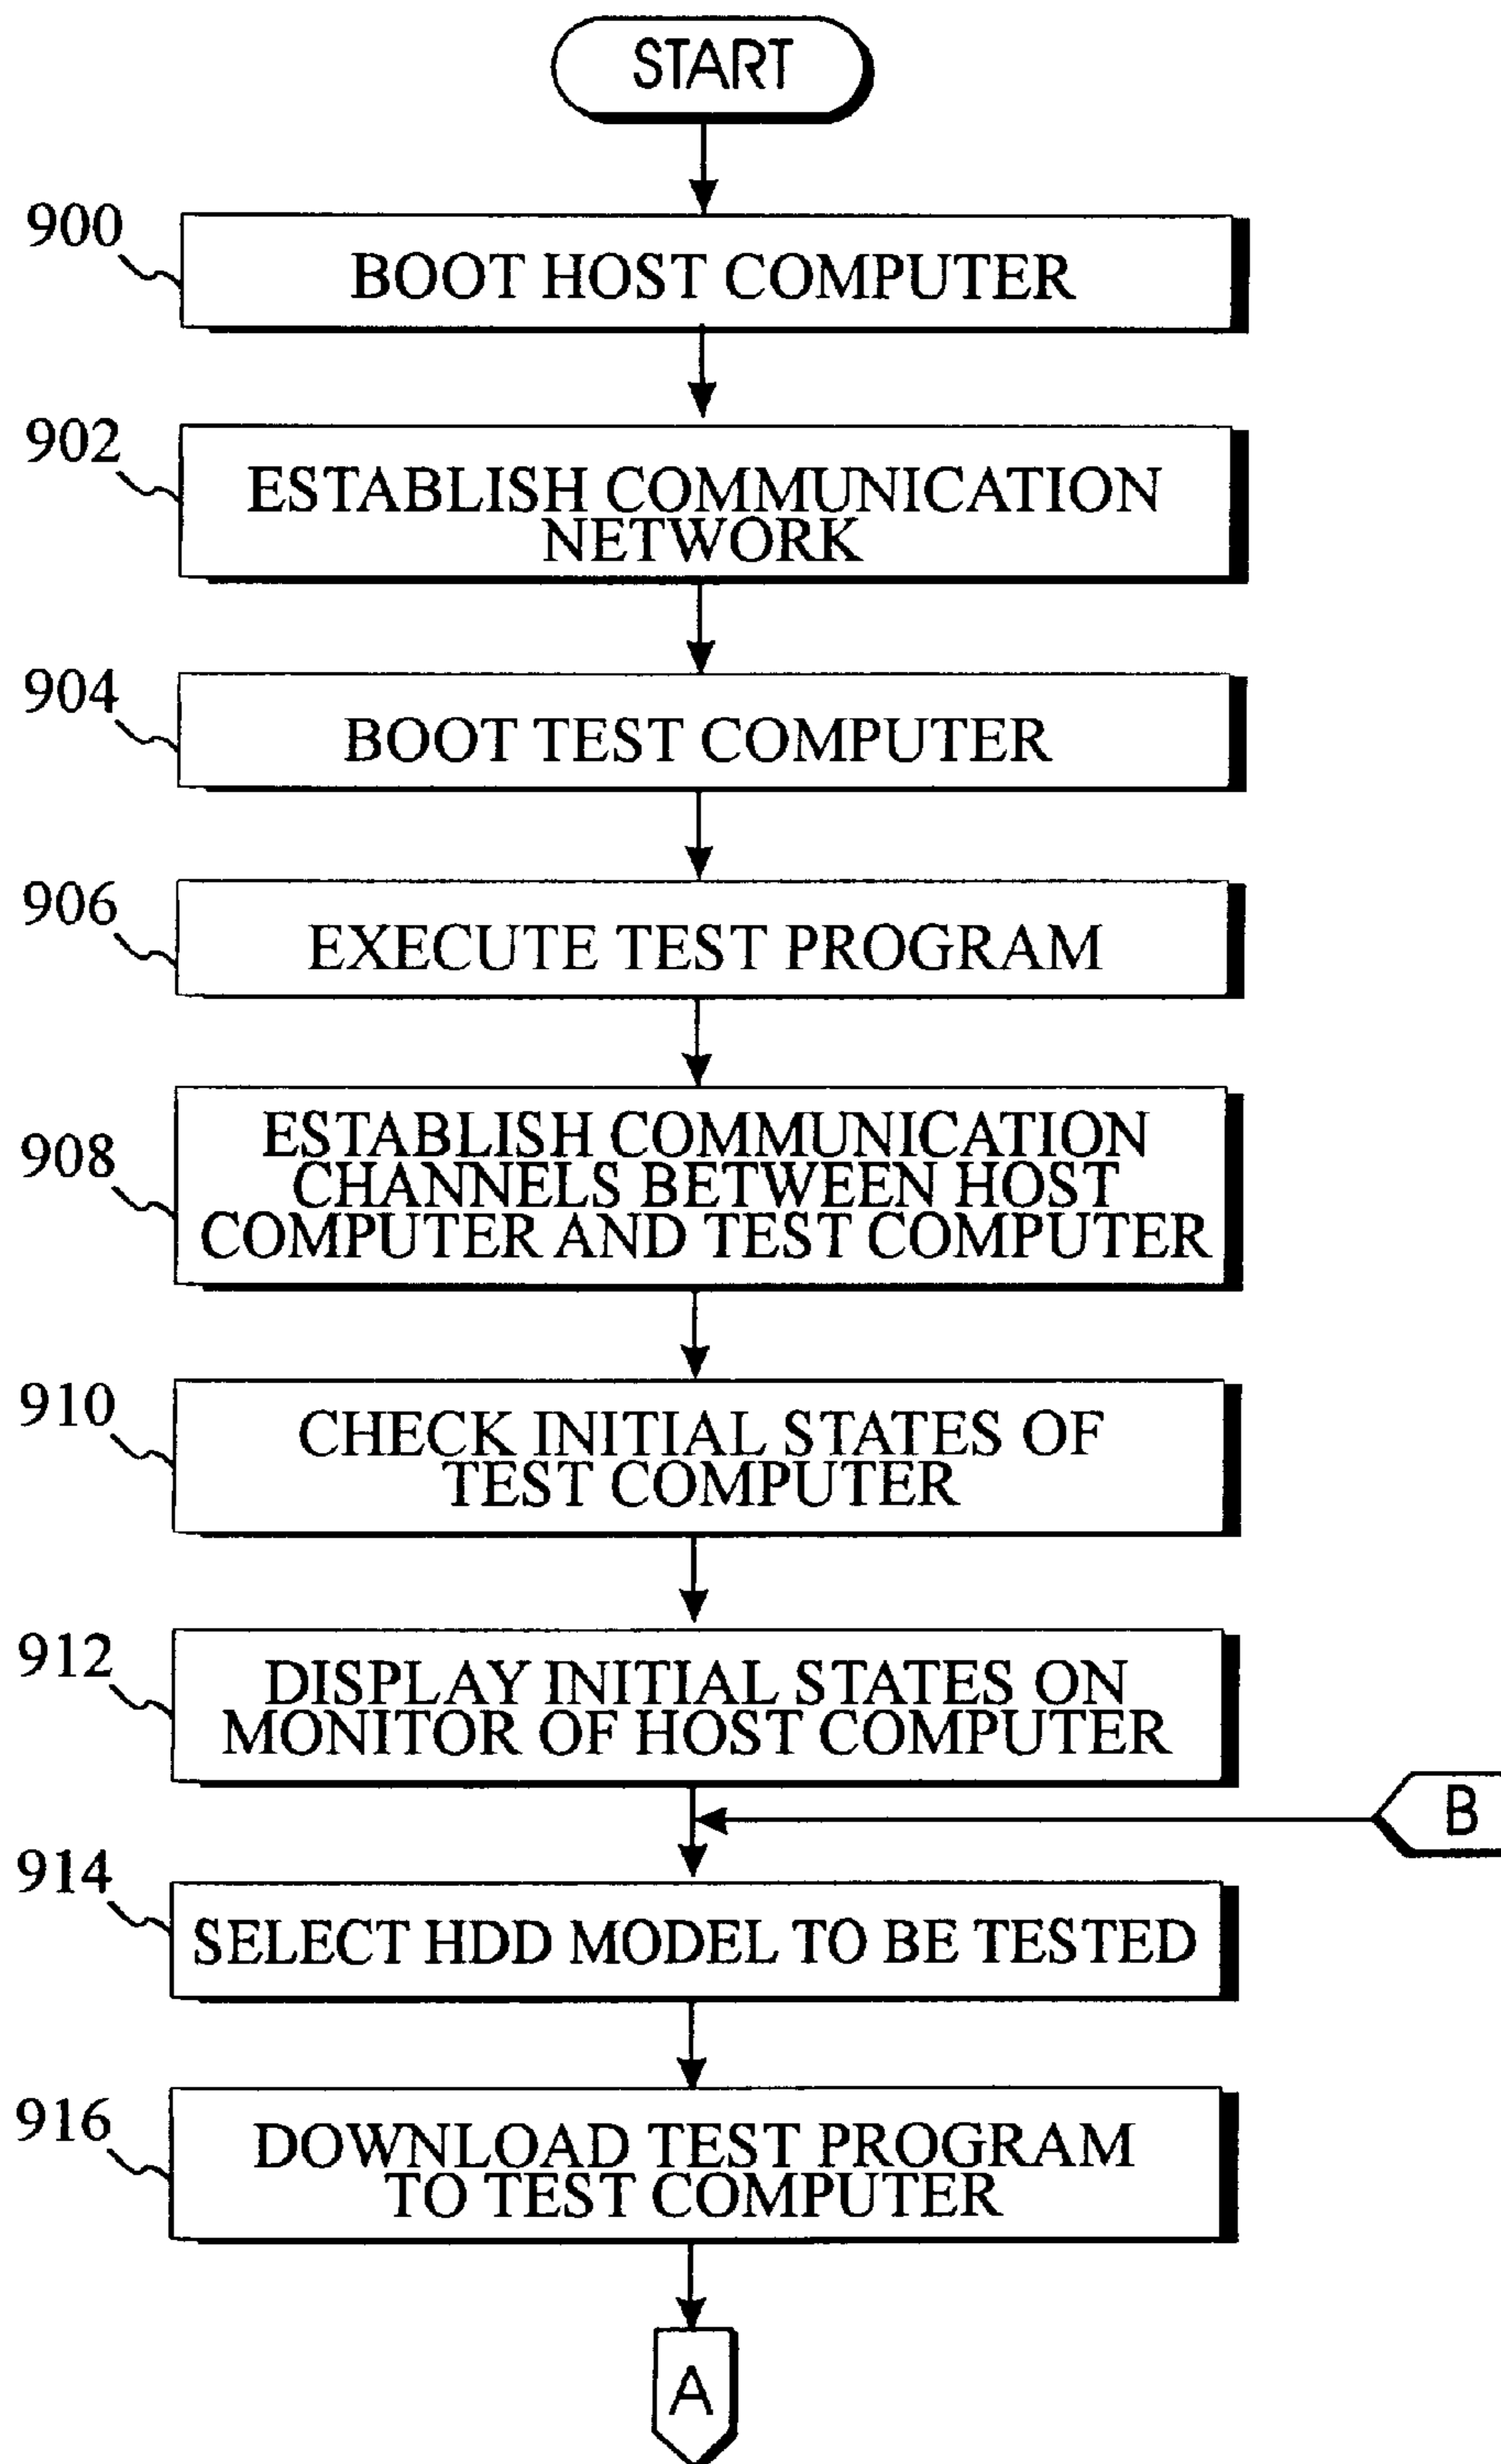 START
900
BOOT HOST COMPUTER
902
ESTABLISH COMMUNICATION
NETWORK
904
BOOT TEST COMPUTER
906
EXECUTE TEST PROGRAM
908
ESTABLISH COMMUNICATION
CHANNELS BETWEEN HOST
COMPUTER AND TEST COMPUTER
910
CHECK INITIAL STATES OF
TEST COMPUTER
912
DISPLAY INITIAL STATES ON
MONITOR OF HOST COMPUTER
B
914
SELECT HDD MODEL TO BE TESTED
916
DOWNLOAD TEST PROGRAM
TO TEST COMPUTER
A